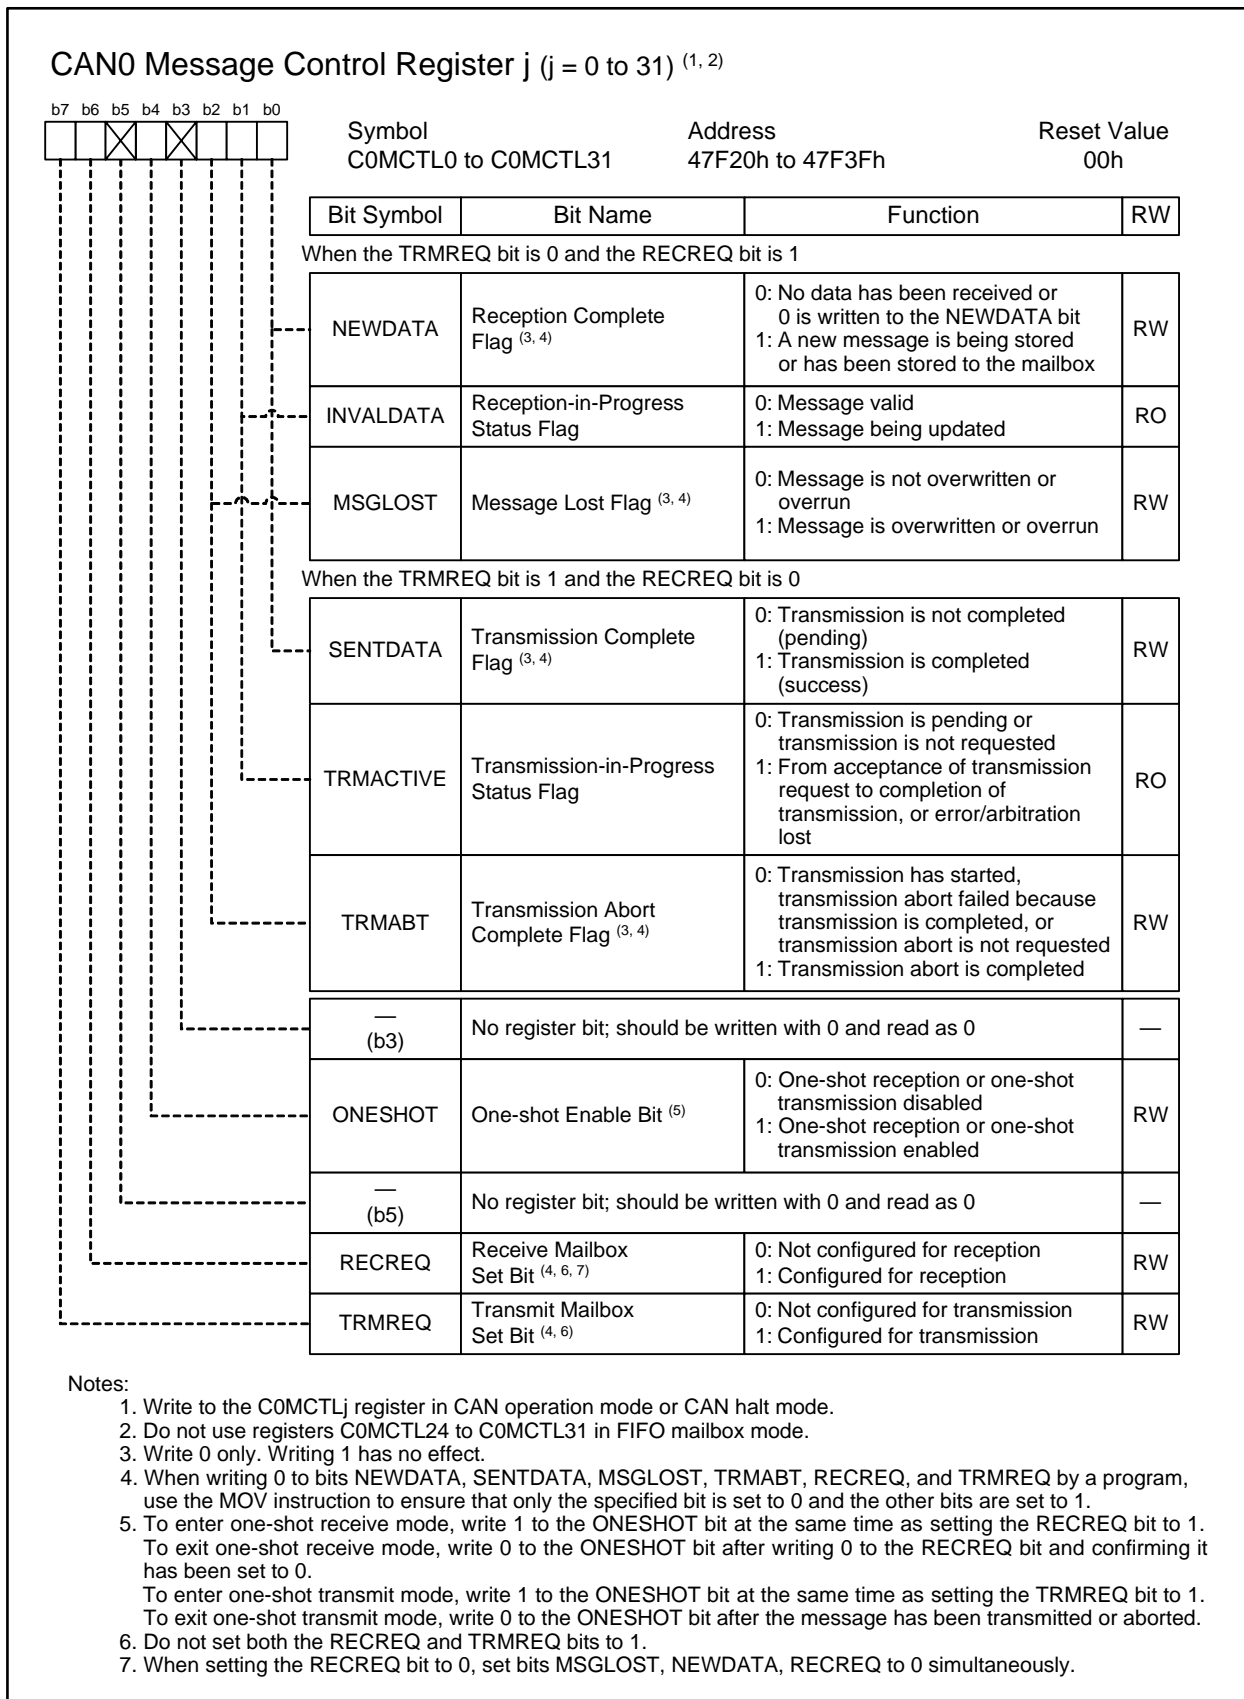 CAN0 Message Control Register j (j = 0 to 31) (1, 2)
b7 b6 b5 b4 b3 b2 b1 b0
Symbol Address Reset Value
C0MCTL0 to C0MCTL31 47F20h to 47F3Fh 00h
Bit Symbol Bit Name Function RW
When the TRMREQ bit is 0 and the RECREQ bit is 1
NEWDATA
Reception Complete
Flag (3, 4)
0: No data has been received or
0 is written to the NEWDATA bit
1: A new message is being stored
or has been stored to the mailbox
RW
INVALDATA
Reception-in-Progress
Status Flag
0: Message valid
1: Message being updated
RO
MSGLOST
Message Lost Flag (3, 4)
0: Message is not overwritten or
overrun
1: Message is overwritten or overrun
RW
When the TRMREQ bit is 1 and the RECREQ bit is 0
SENTDATA
Transmission Complete
Flag (3, 4)
0: Transmission is not completed
(pending)
1: Transmission is completed
(success)
RW
TRMACTIVE
Transmission-in-Progress
Status Flag
0: Transmission is pending or
transmission is not requested
1: From acceptance of transmission
request to completion of
transmission, or error/arbitration
lost
RO
TRMABT
Transmission Abort
Complete Flag (3, 4)
0: Transmission has started,
transmission abort failed because
transmission is completed, or
transmission abort is not requested
1: Transmission abort is completed
RW
—
(b3)
No register bit; should be written with 0 and read as 0
—
ONESHOT
One-shot Enable Bit (5)
0: One-shot reception or one-shot
transmission disabled
1: One-shot reception or one-shot
transmission enabled
RW
—
(b5)
No register bit; should be written with 0 and read as 0
—
RECREQ
Receive Mailbox
Set Bit (4, 6, 7)
0: Not configured for reception
1: Configured for reception
RW
TRMREQ
Transmit Mailbox
Set Bit (4, 6)
0: Not configured for transmission
1: Configured for transmission
RW
Notes:
1. Write to the C0MCTLj register in CAN operation mode or CAN halt mode.
2. Do not use registers C0MCTL24 to C0MCTL31 in FIFO mailbox mode.
3. Write 0 only. Writing 1 has no effect.
4. When writing 0 to bits NEWDATA, SENTDATA, MSGLOST, TRMABT, RECREQ, and TRMREQ by a program,
use the MOV instruction to ensure that only the specified bit is set to 0 and the other bits are set to 1.
5. To enter one-shot receive mode, write 1 to the ONESHOT bit at the same time as setting the RECREQ bit to 1.
To exit one-shot receive mode, write 0 to the ONESHOT bit after writing 0 to the RECREQ bit and confirming it
has been set to 0.
To enter one-shot transmit mode, write 1 to the ONESHOT bit at the same time as setting the TRMREQ bit to 1.
To exit one-shot transmit mode, write 0 to the ONESHOT bit after the message has been transmitted or aborted.
6. Do not set both the RECREQ and TRMREQ bits to 1.
7. When setting the RECREQ bit to 0, set bits MSGLOST, NEWDATA, RECREQ to 0 simultaneously.